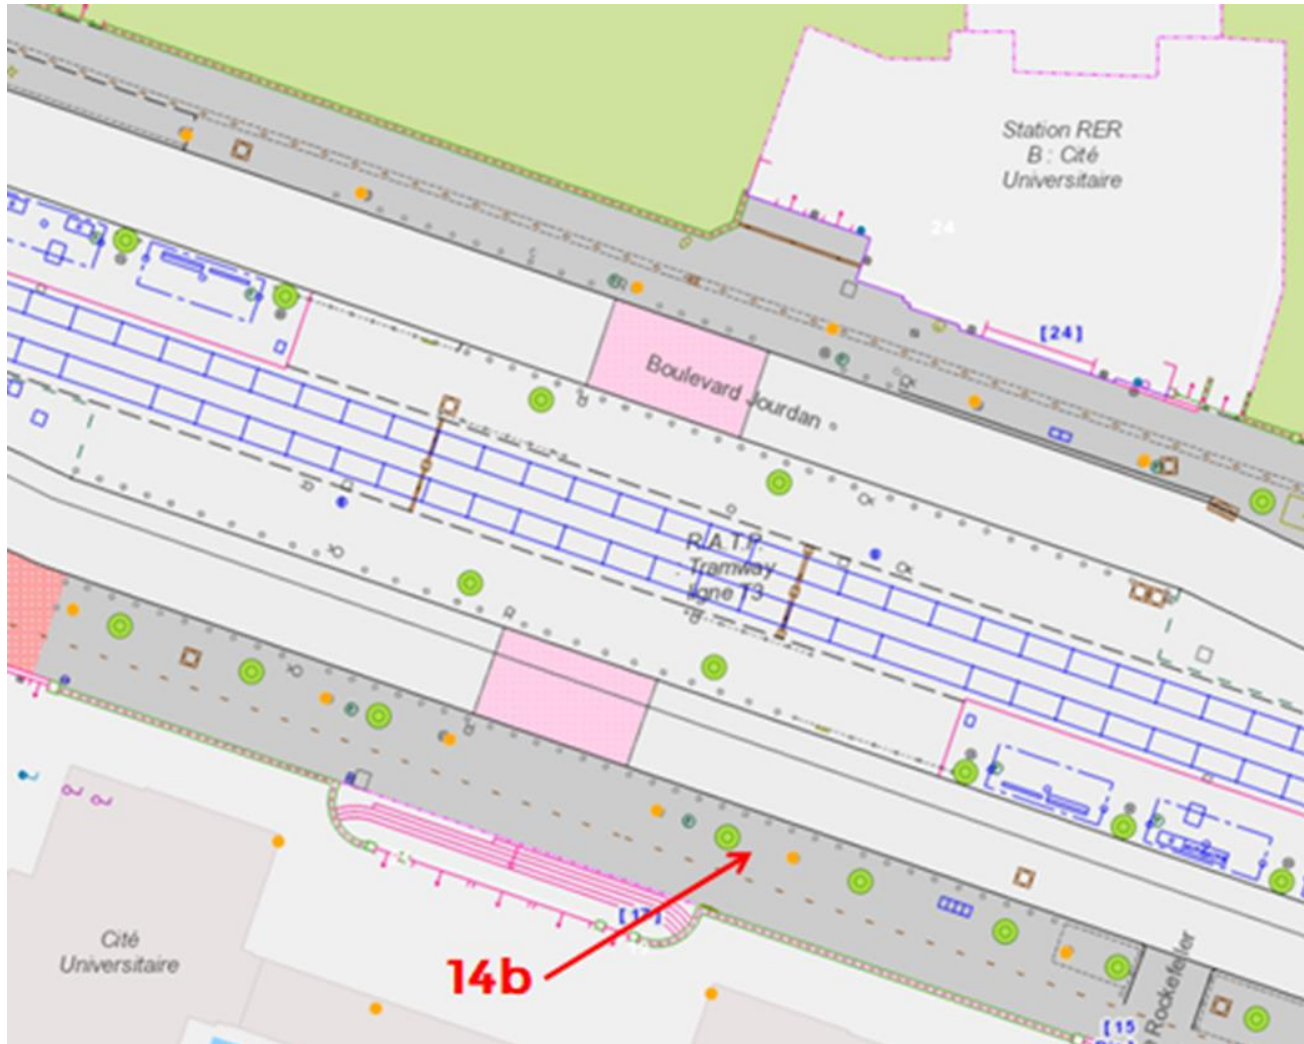 Station RER
B : Cité
Universitaire
24
[24]
Boulevard Jourdan
R.A.T.P.
: Tramway
ligne T3
[17]
14b
Cité
Universitaire
Rockefeller
[15